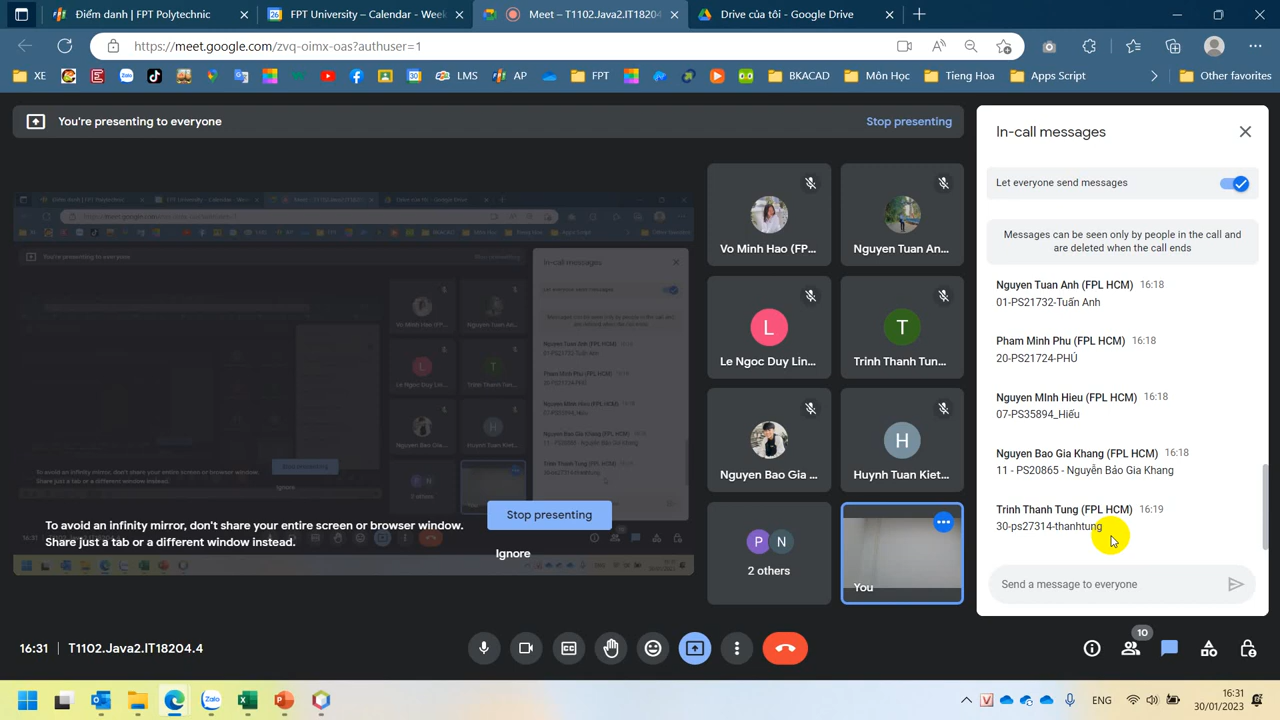 Điểm danh | FPT Polytechnic
FPT University – Calendar - Week
Meet – T1102.Java2.IT18204
Drive của tôi - Google Drive
https://meet.google.com/zvq-oimx-oas?authuser=1
XE
LMS
AP
FPT
BKACAD
Môn Học
Tieng Hoa
Apps Script
Other favorites
You're presenting to everyone
Stop presenting
In-call messages
Let everyone send messages
Messages can be seen only by people in the call and
are deleted when the call ends
Nguyen Tuan Anh (FPL HCM) 16:18
01-PS21732-Tuấn Anh
Pham Minh Phu (FPL HCM) 16:18
20-PS21724-PHÚ
Nguyen MInh Hieu (FPL HCM) 16:18
07-PS35894_Hiếu
Nguyen Bao Gia Khang (FPL HCM) 16:18
11 - PS20865 - Nguyễn Bảo Gia Khang
Trinh Thanh Tung (FPL HCM) 16:19
30-ps27314-thanhtung
Send a message to everyone
Vo Minh Hao (FP...
Nguyen Tuan An...
L
Le Ngoc Duy Lin...
T
Trinh Thanh Tun...
Nguyen Bao Gia ...
H
Huynh Tuan Kiet...
P N
2 others
You
Stop presenting
To avoid an infinity mirror, don't share your entire screen or browser window.
Share just a tab or a different window instead.
Ignore
16:31 | T1102.Java2.IT18204.4
10
ENG
16:31
30/01/2023